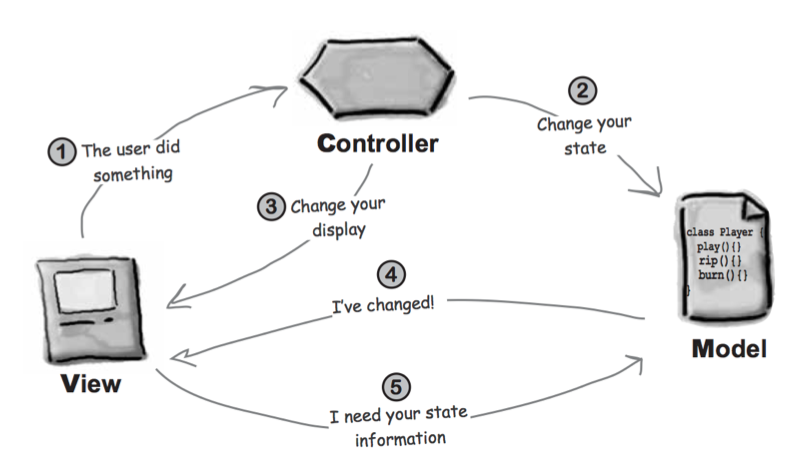 Controller
2
Change your
state
1 The user did
something
3 Change your
display
class Player {
play(){}
rip(){}
burn(){}
}
4
I've changed!
View
Model
5
I need your state
information